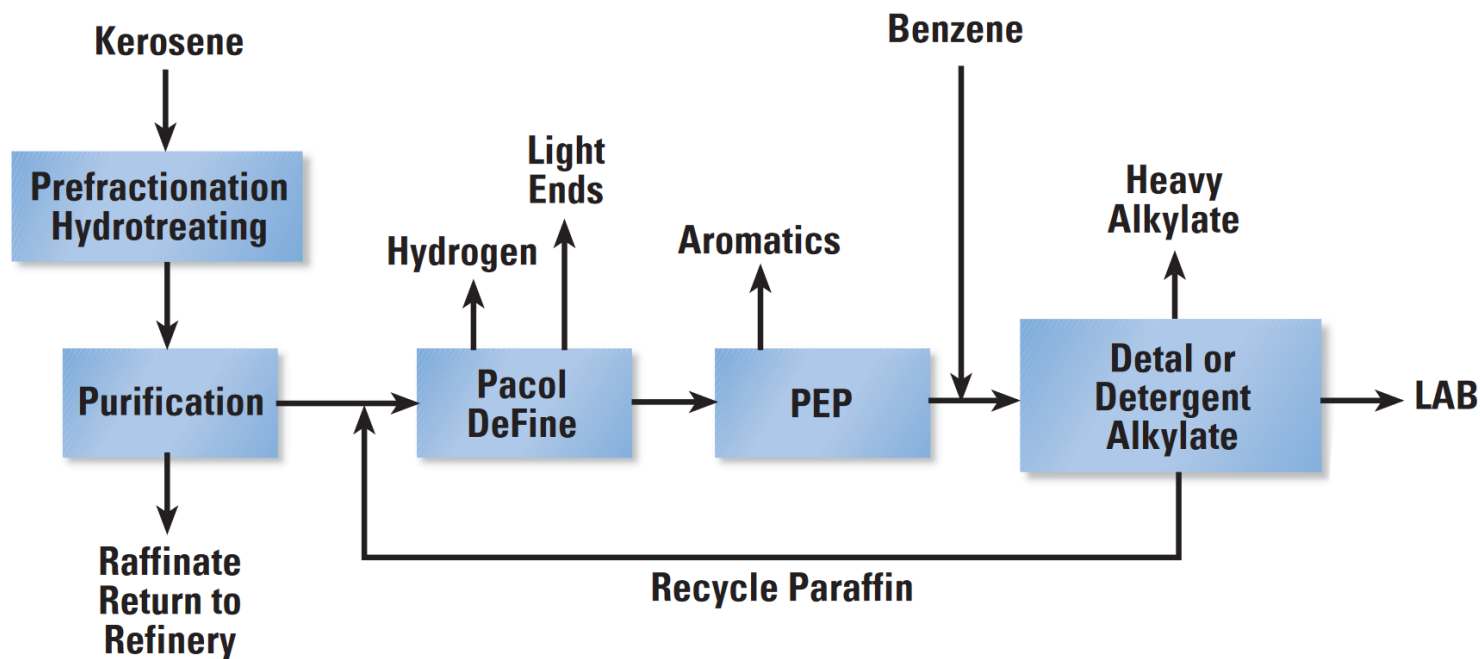 Kerosene
Benzene
Prefractionation
Hydrotreating
Light
Ends
Hydrogen
Aromatics
Heavy
Alkylate
Purification
Pacol
DeFine
PEP
Detal or
Detergent
Alkylate
LAB
Raffinate
Return to
Refinery
Recycle Paraffin